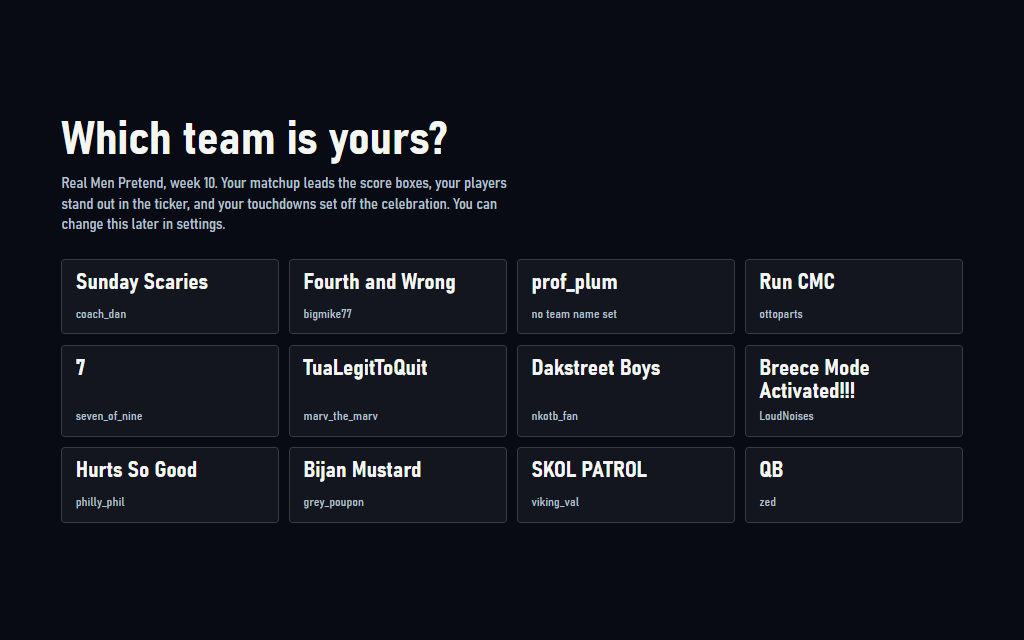 Which team is yours?
Real Men Pretend, week 10. Your matchup leads the score boxes, your players
stand out in the ticker, and your touchdowns set off the celebration. You can
change this later in settings.
Sunday Scaries
coach_dan
Fourth and Wrong
bigmike77
prof_plum
no team name set
Run CMC
ottoparts
7
seven_of_nine
TuaLegitToQuit
marv_the_marv
Dakstreet Boys
nkotb_fan
Breece Mode
Activated!!!
LoudNoises
Hurts So Good
philly_phil
Bijan Mustard
grey_poupon
SKOL PATROL
viking_val
QB
zed